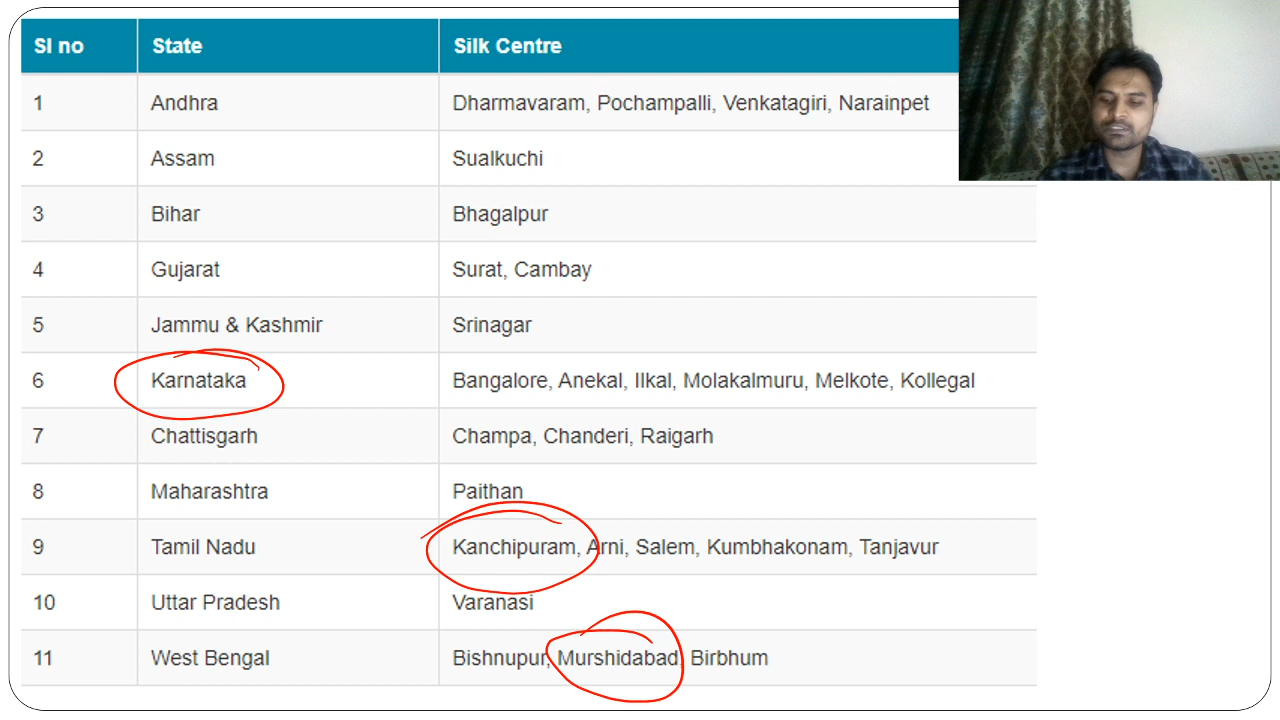 Sl no State Silk Centre
1 Andhra Dharmavaram, Pochampalli, Venkatagiri, Narainpet
2 Assam Sualkuchi
3 Bihar Bhagalpur
4 Gujarat Surat, Cambay
5 Jammu & Kashmir Srinagar
6 Karnataka Bangalore, Anekal, Ilkal, Molakalmuru, Melkote, Kollegal
7 Chattisgarh Champa, Chanderi, Raigarh
8 Maharashtra Paithan
9 Tamil Nadu Kanchipuram, Arni, Salem, Kumbhakonam, Tanjavur
10 Uttar Pradesh Varanasi
11 West Bengal Bishnupur, Murshidabad, Birbhum